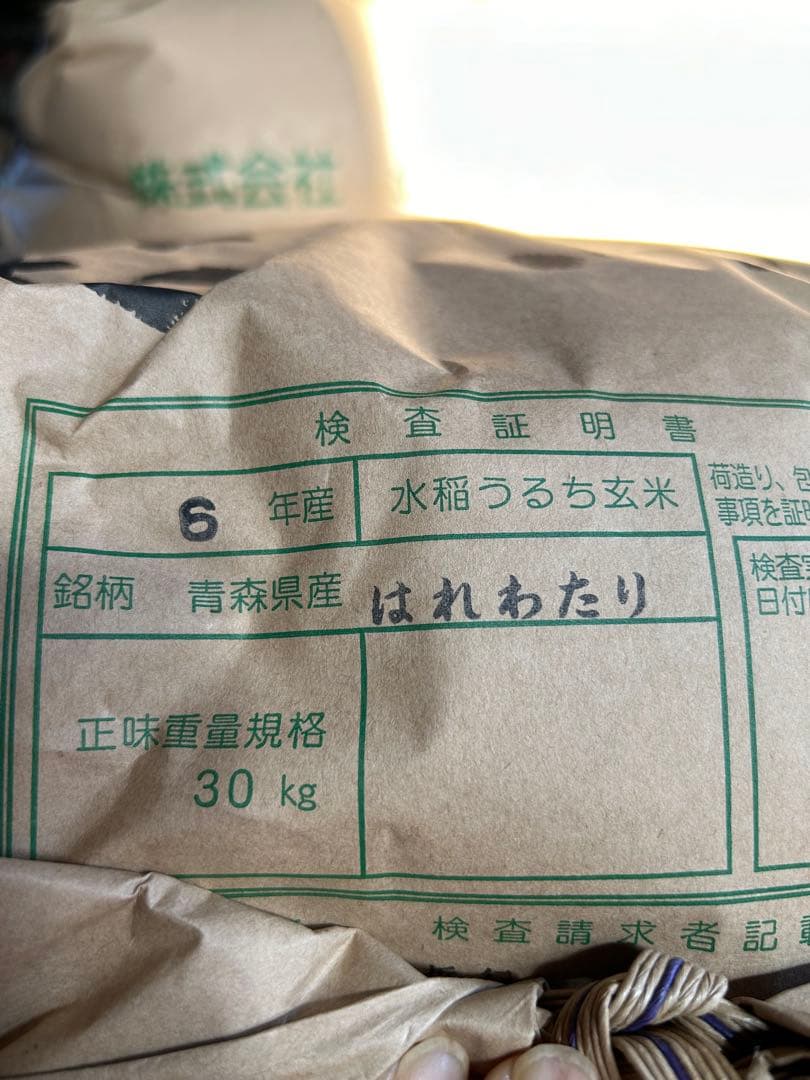 株式会社
検査証明書
6年産 水稲うるち玄米
荷造り、包
事項を証明
銘柄 青森県産 はれわたり
検査
日付
正味重量規格
30 kg
検査請求者記載